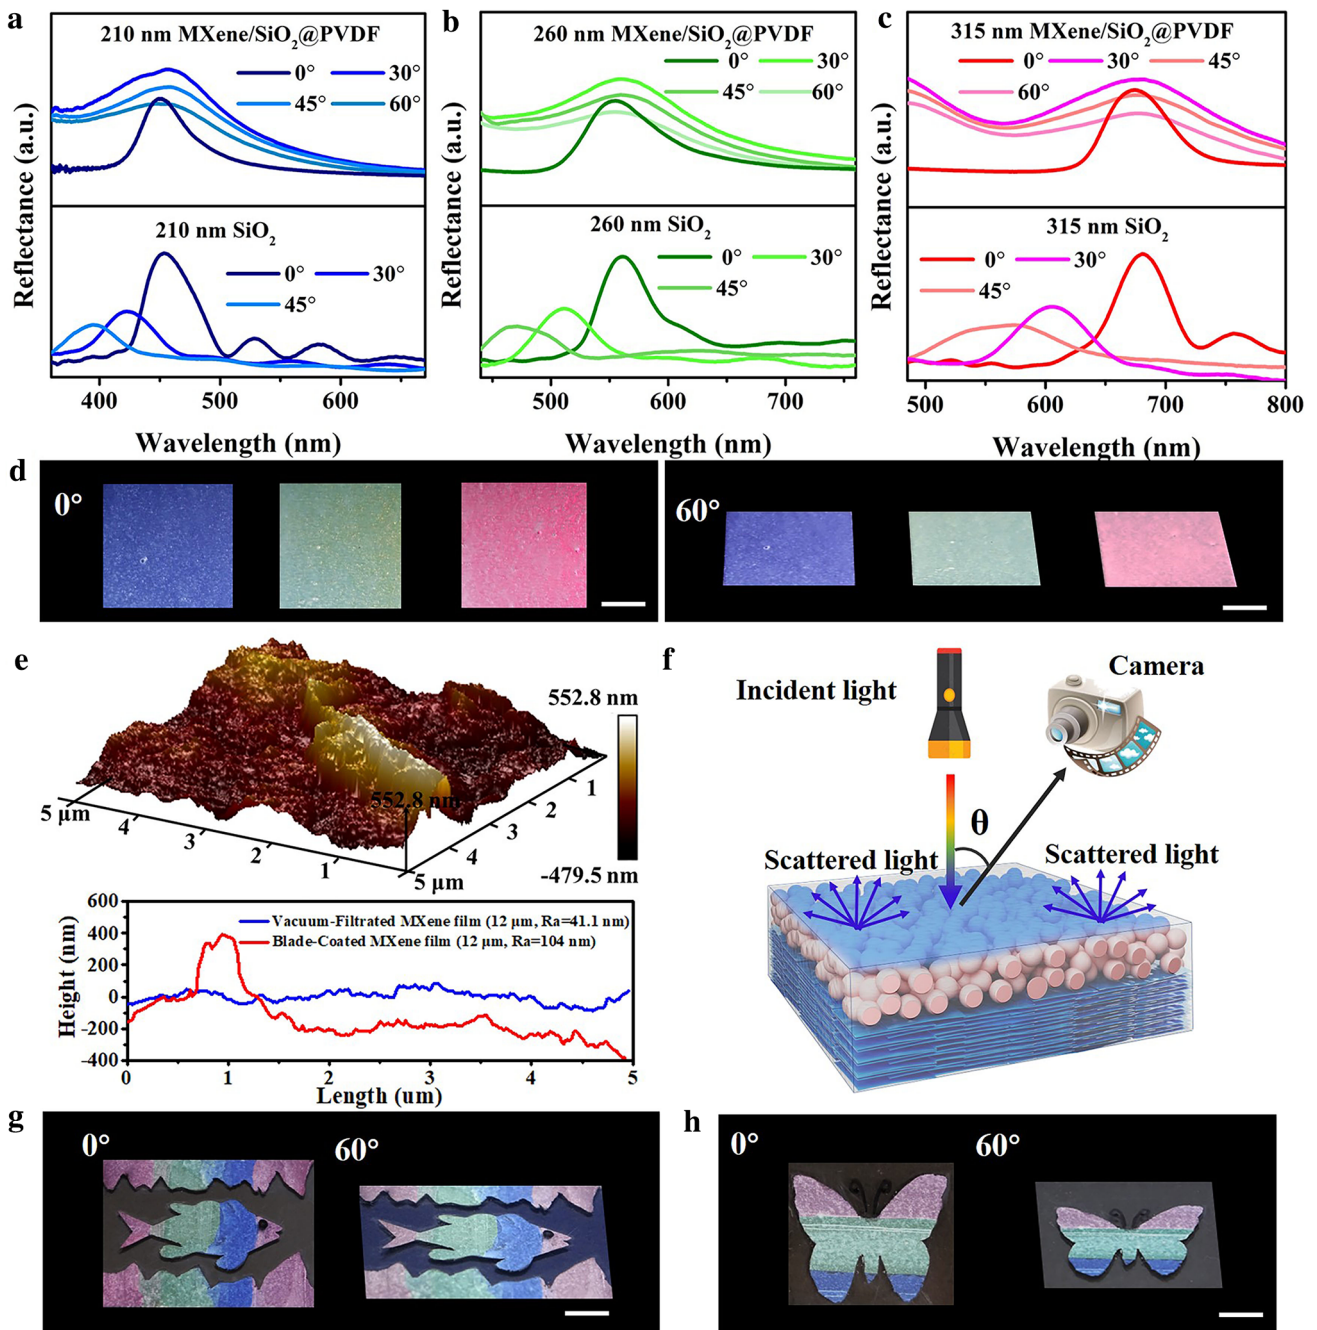 a
210 nm MXene/SiO2@PVDF
0° 30°
45° 60°
Reflectance (a.u.)
210 nm SiO2
0° 30°
45°
Reflectance (a.u.)
400 500 600
Wavelength (nm)
b
260 nm MXene/SiO2@PVDF
0° 30°
45° 60°
Reflectance (a.u.)
260 nm SiO2
0° 30°
45°
Reflectance (a.u.)
500 600 700
Wavelength (nm)
c
315 nm MXene/SiO2@PVDF
0° 30° 45°
60°
Reflectance (a.u.)
315 nm SiO2
0° 30°
45°
Reflectance (a.u.)
500 600 700 800
Wavelength (nm)
d
0°
60°
e
552.8 nm
-479.5 nm
552.8 nm
5 µm 4 3 2 1
5 µm 4 3 2 1
600
400
200
0
-200
-400
Height (nm)
Vacuum-Filtrated MXene film (12 µm, Ra=41.1 nm)
Blade-Coated MXene film (12 µm, Ra=104 nm)
0 1 2 3 4 5
Length (um)
f
Incident light
Camera
θ
Scattered light
Scattered light
g
0°
60°
h
0°
60°